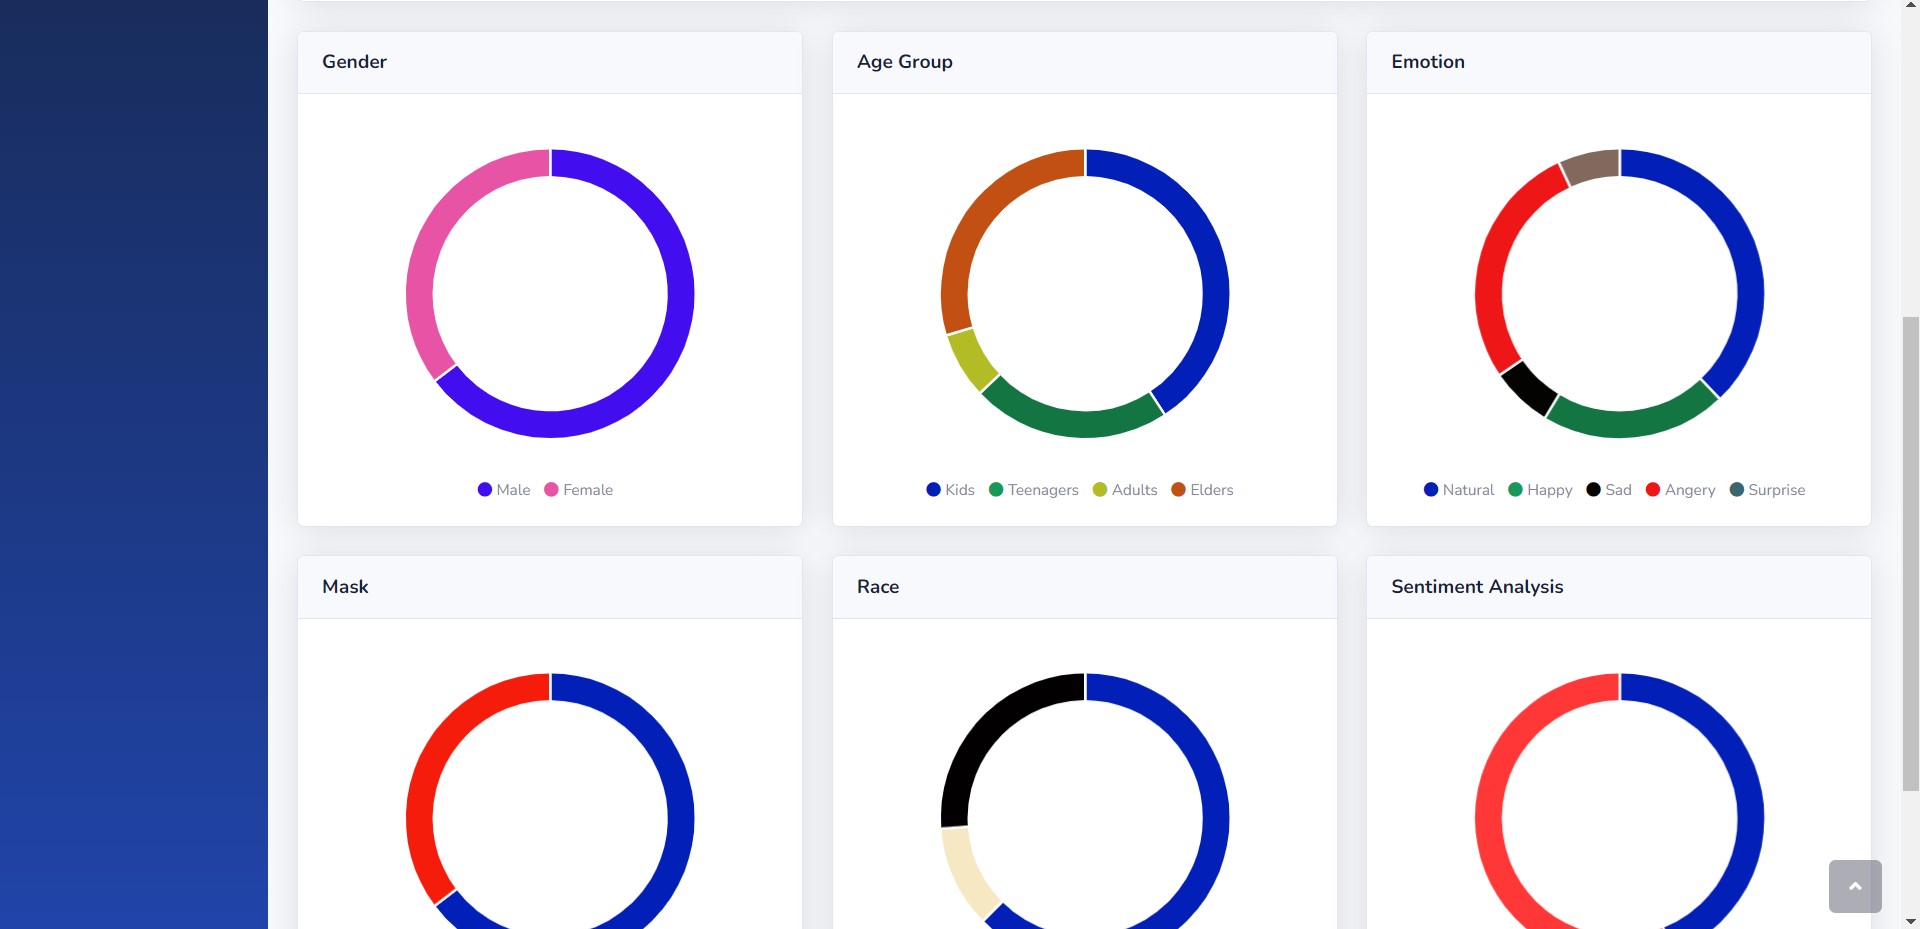 Gender
Age Group
Emotion
Male Female
Kids Teenagers Adults Elders
Natural Happy Sad Angery Surprise
Mask
Race
Sentiment Analysis